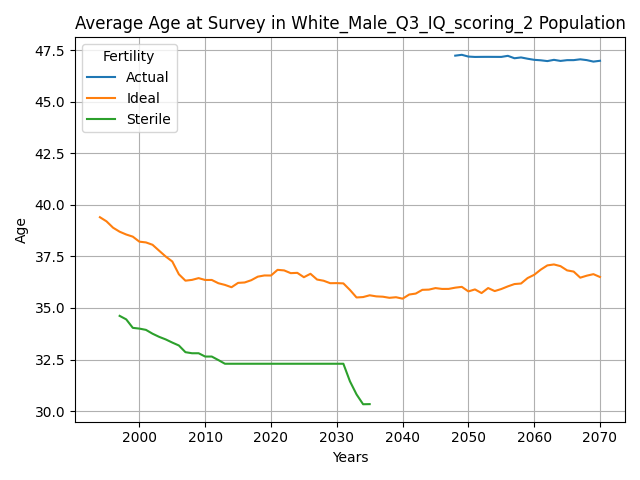 Average Age at Survey in White_Male_Q3_IQ_scoring_2 Population
Fertility
Actual
Ideal
Sterile
47.5
45.0
42.5
40.0
37.5
35.0
32.5
30.0
Age
2000 2010 2020 2030 2040 2050 2060 2070
Years